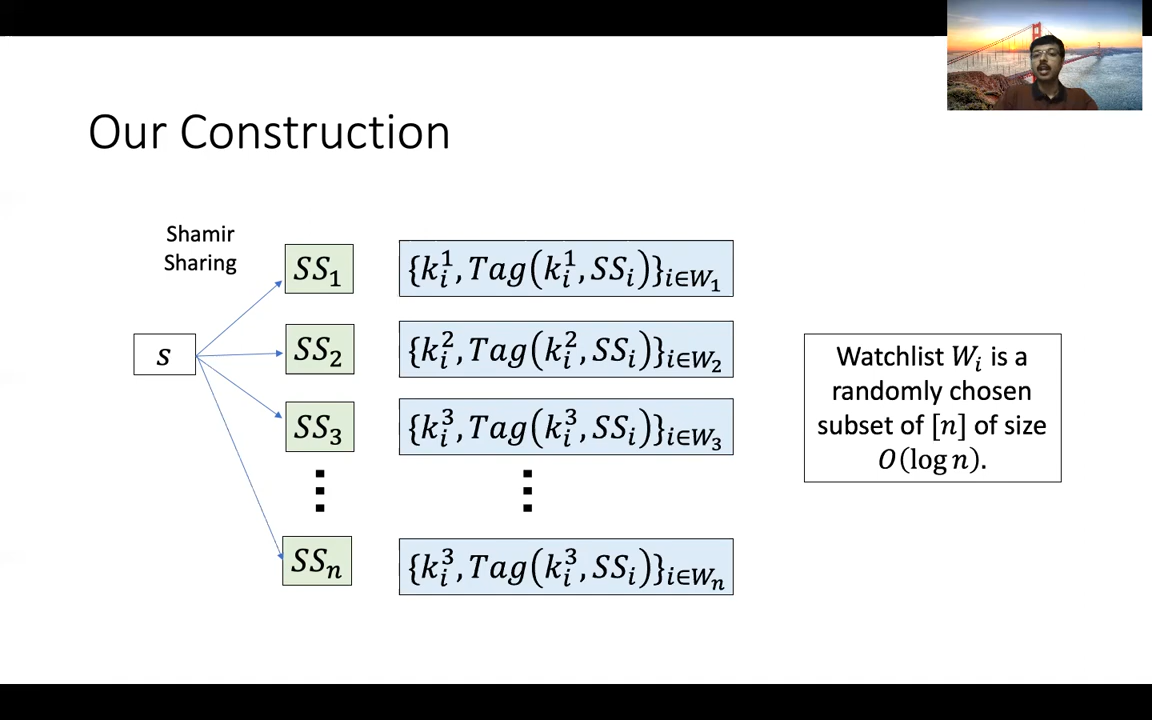 Our Construction
Shamir
Sharing
s
SS₁
{k_i^1, Tag(k_i^1, SS_i)}_{i∈W_1}
SS₂
{k_i^2, Tag(k_i^2, SS_i)}_{i∈W_2}
SS₃
{k_i^3, Tag(k_i^3, SS_i)}_{i∈W_3}
SSₙ
{k_i^3, Tag(k_i^3, SS_i)}_{i∈W_n}
Watchlist W_i is a
randomly chosen
subset of [n] of size
O(log n).